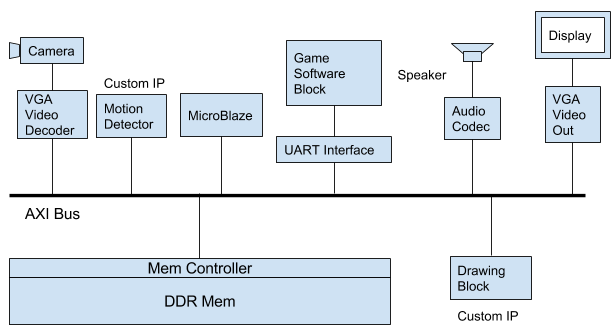 Camera
VGA
Video
Decoder
Custom IP
Motion
Detector
MicroBlaze
Game
Software
Block
UART Interface
Speaker
Audio
Codec
Display
VGA
Video
Out
AXI Bus
Mem Controller
DDR Mem
Drawing
Block
Custom IP